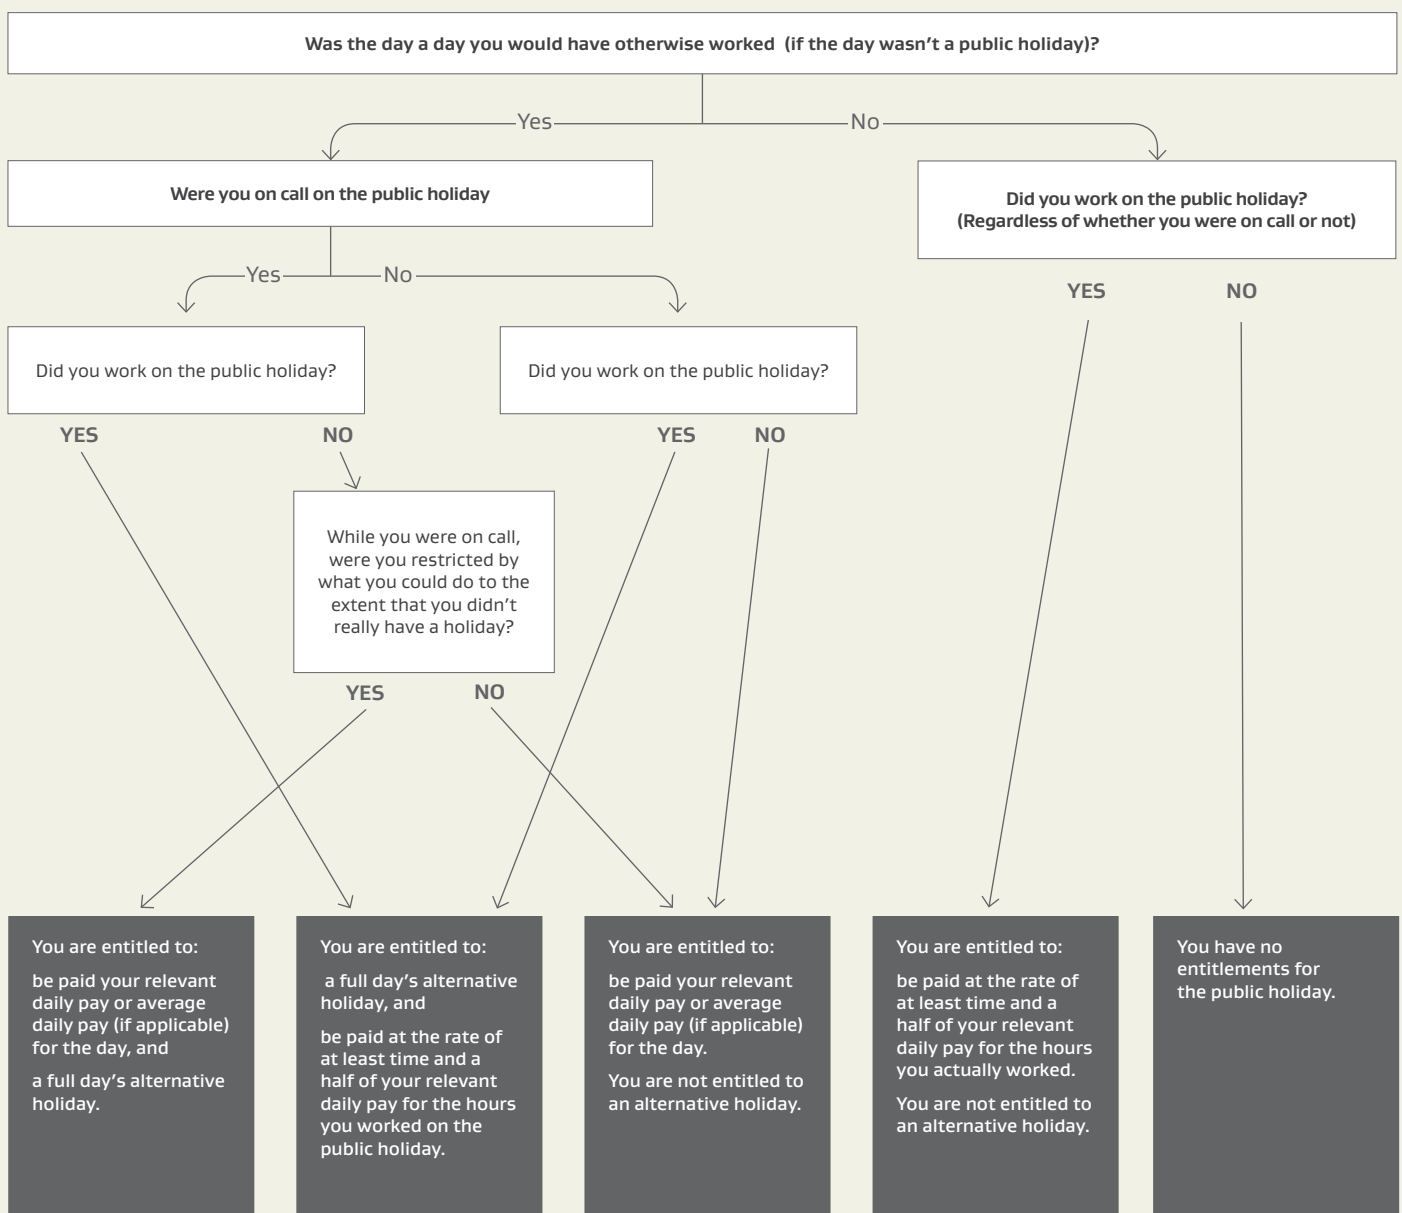 Was the day a day you would have otherwise worked  (if the day wasn't a public holiday)?
Yes
No
Were you on call on the public holiday
Did you work on the public holiday?
(Regardless of whether you were on call or not)
Yes
No
YES
NO
Did you work on the public holiday?
Did you work on the public holiday?
YES
NO
YES
NO
While you were on call,
were you restricted by
what you could do to the
extent that you didn't
really have a holiday?
YES
NO
You are entitled to:
be paid your relevant
daily pay or average
daily pay (if applicable)
for the day, and
a full day's alternative
holiday.
You are entitled to:
a full day's alternative
holiday, and
be paid at the rate of
at least time and a
half of your relevant
daily pay for the hours
you worked on the
public holiday.
You are entitled to:
be paid your relevant
daily pay or average
daily pay (if applicable)
for the day.
You are not entitled to
an alternative holiday.
You are entitled to:
be paid at the rate of
at least time and a
half of your relevant
daily pay for the hours
you actually worked.
You are not entitled to
an alternative holiday.
You have no
entitlements for
the public holiday.